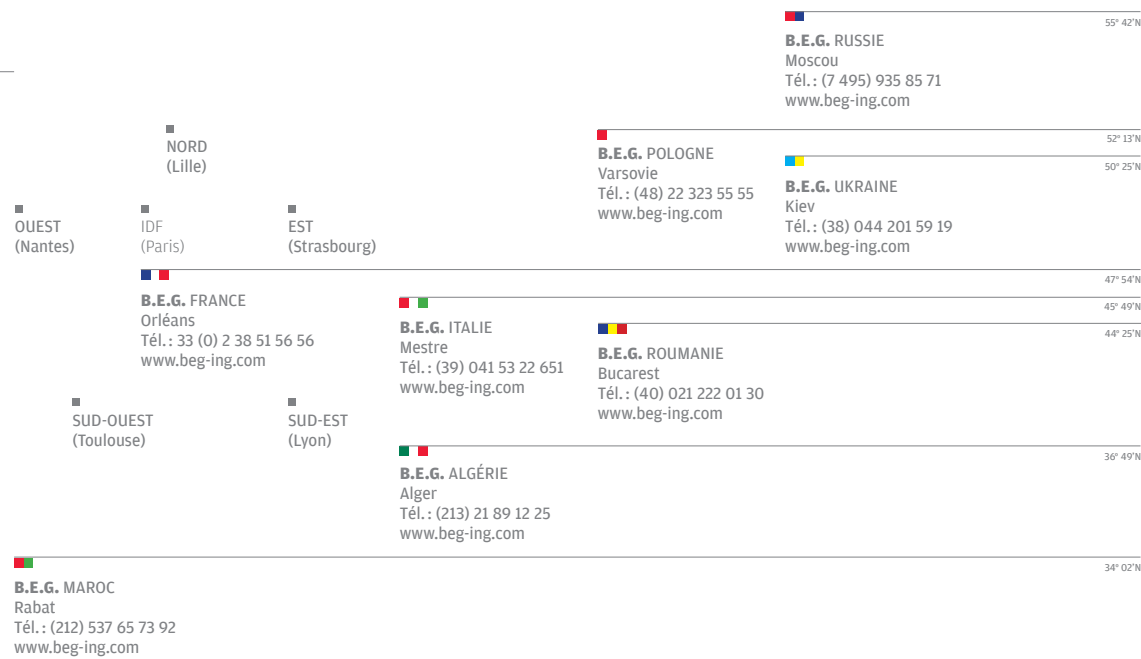 55° 42'N
B.E.G. RUSSIE
Moscou
Tél. : (7 495) 935 85 71
www.beg-ing.com
NORD
(Lille)
52° 13'N
B.E.G. POLOGNE
Varsovie
Tél. : (48) 22 323 55 55
www.beg-ing.com
50° 25'N
B.E.G. UKRAINE
Kiev
Tél. : (38) 044 201 59 19
www.beg-ing.com
OUEST
(Nantes)
IDF
(Paris)
EST
(Strasbourg)
47° 54'N
B.E.G. FRANCE
Orléans
Tél. : 33 (0) 2 38 51 56 56
www.beg-ing.com
45° 49'N
B.E.G. ITALIE
Mestre
Tél. : (39) 041 53 22 651
www.beg-ing.com
44° 25'N
B.E.G. ROUMANIE
Bucarest
Tél. : (40) 021 222 01 30
www.beg-ing.com
SUD-OUEST
(Toulouse)
SUD-EST
(Lyon)
36° 49'N
B.E.G. ALGÉRIE
Alger
Tél. : (213) 21 89 12 25
www.beg-ing.com
34° 02'N
B.E.G. MAROC
Rabat
Tél. : (212) 537 65 73 92
www.beg-ing.com